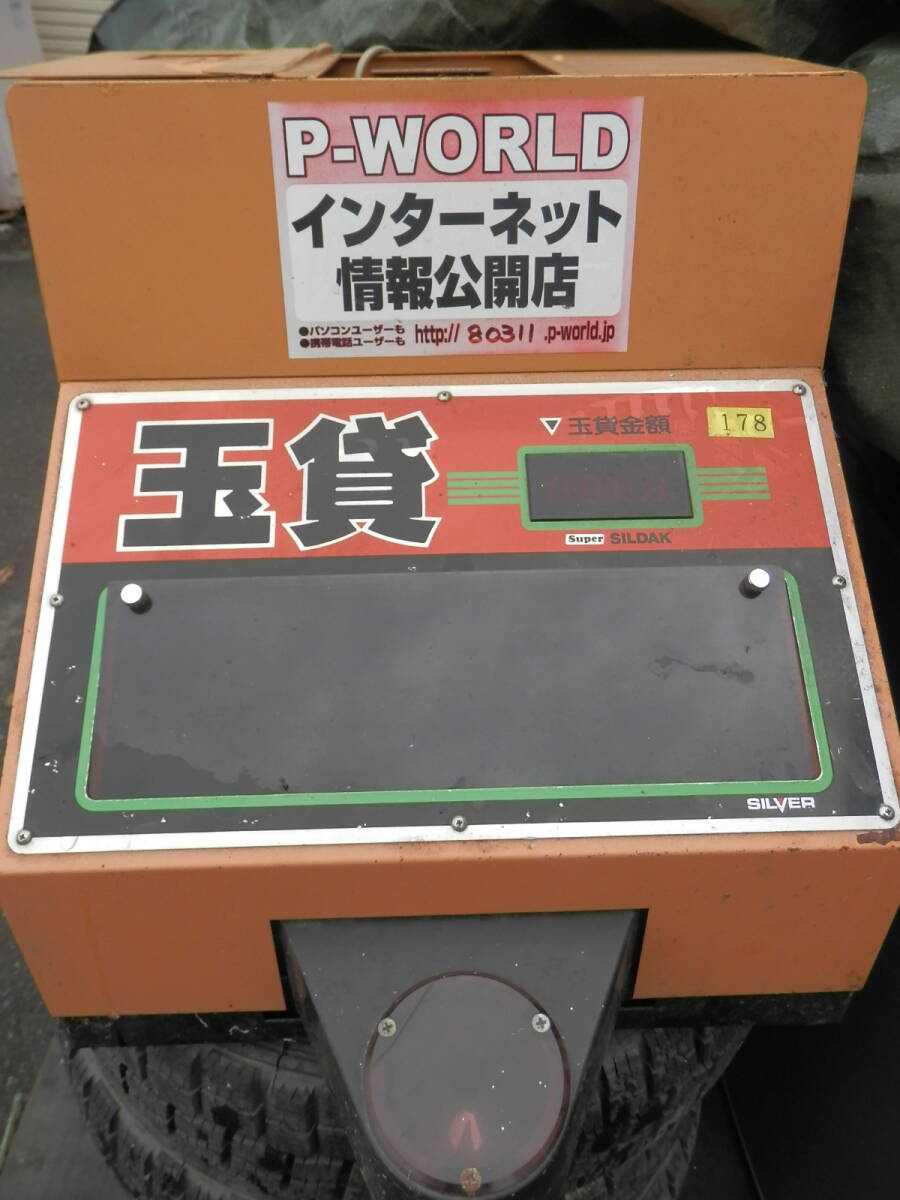 P-WORLD
インターネット
情報公開店
●パソコンユーザーも
●携帯電話ユーザーも
http:// 80311 .p-world.jp
玉貸
▽玉貸金額
178
Super SILDAK
SILVER